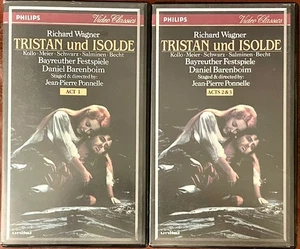 PHILIPS
Video Classics
Richard Wagner
TRISTAN und ISOLDE
Kollo · Meier · Schwarz · Salminen · Becht
Bayreuther Festspiele
Daniel Barenboim
Staged & directed by:
Jean-Pierre Ponnelle
ACT 1
PHILIPS
Video Classics
Richard Wagner
TRISTAN und ISOLDE
Kollo · Meier · Schwarz · Salminen · Becht
Bayreuther Festspiele
Daniel Barenboim
Staged & directed by:
Jean-Pierre Ponnelle
ACTS 2 & 3